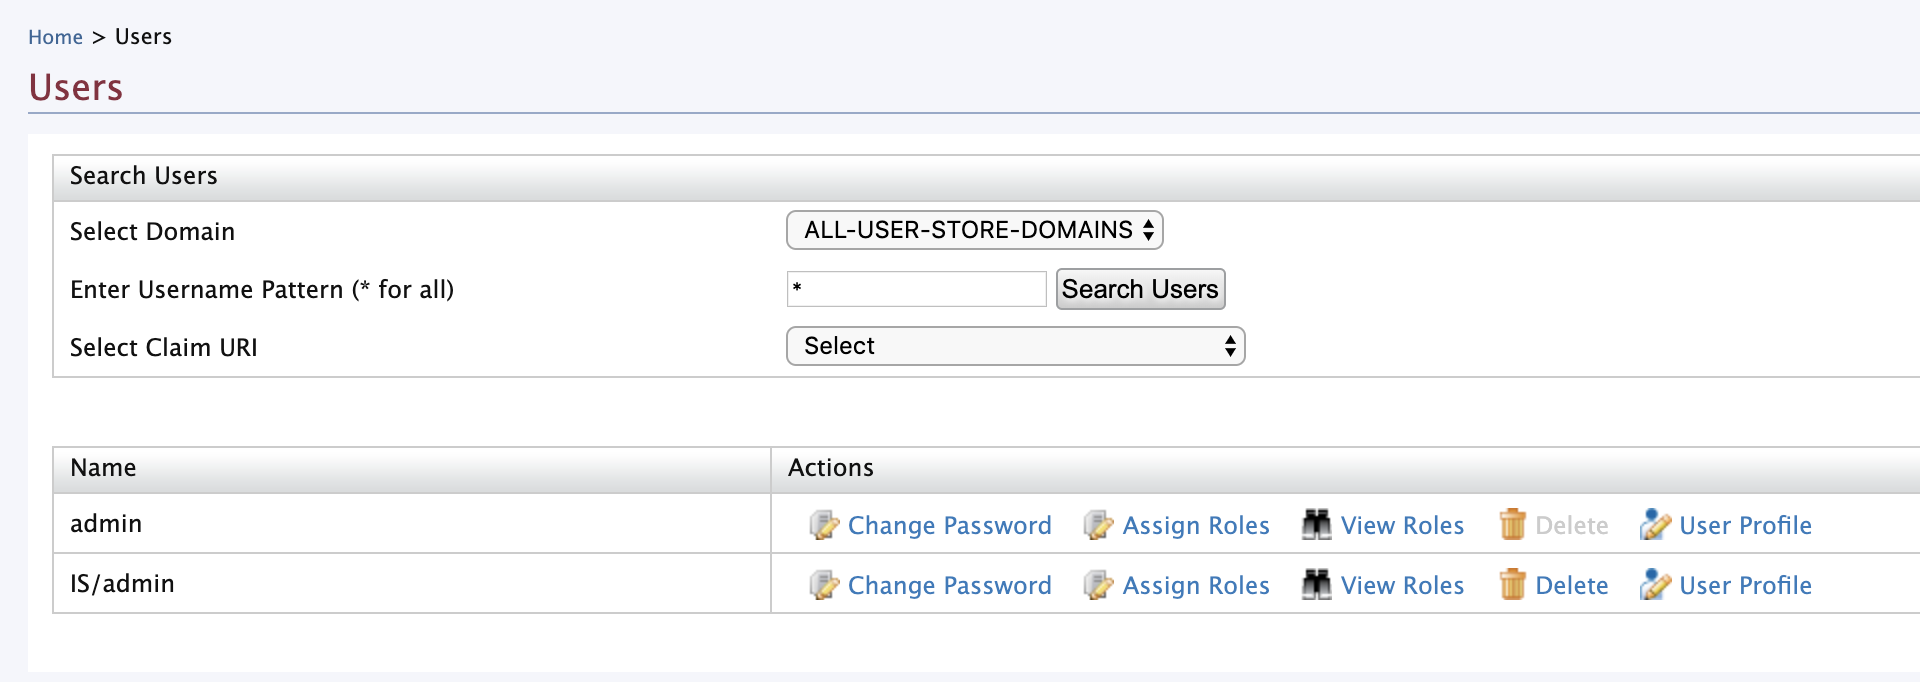 Home > Users
Users
Search Users
Select Domain ALL-USER-STORE-DOMAINS
Enter Username Pattern (* for all) * Search Users
Select Claim URI Select
Name Actions
admin Change Password Assign Roles View Roles Delete User Profile
IS/admin Change Password Assign Roles View Roles Delete User Profile